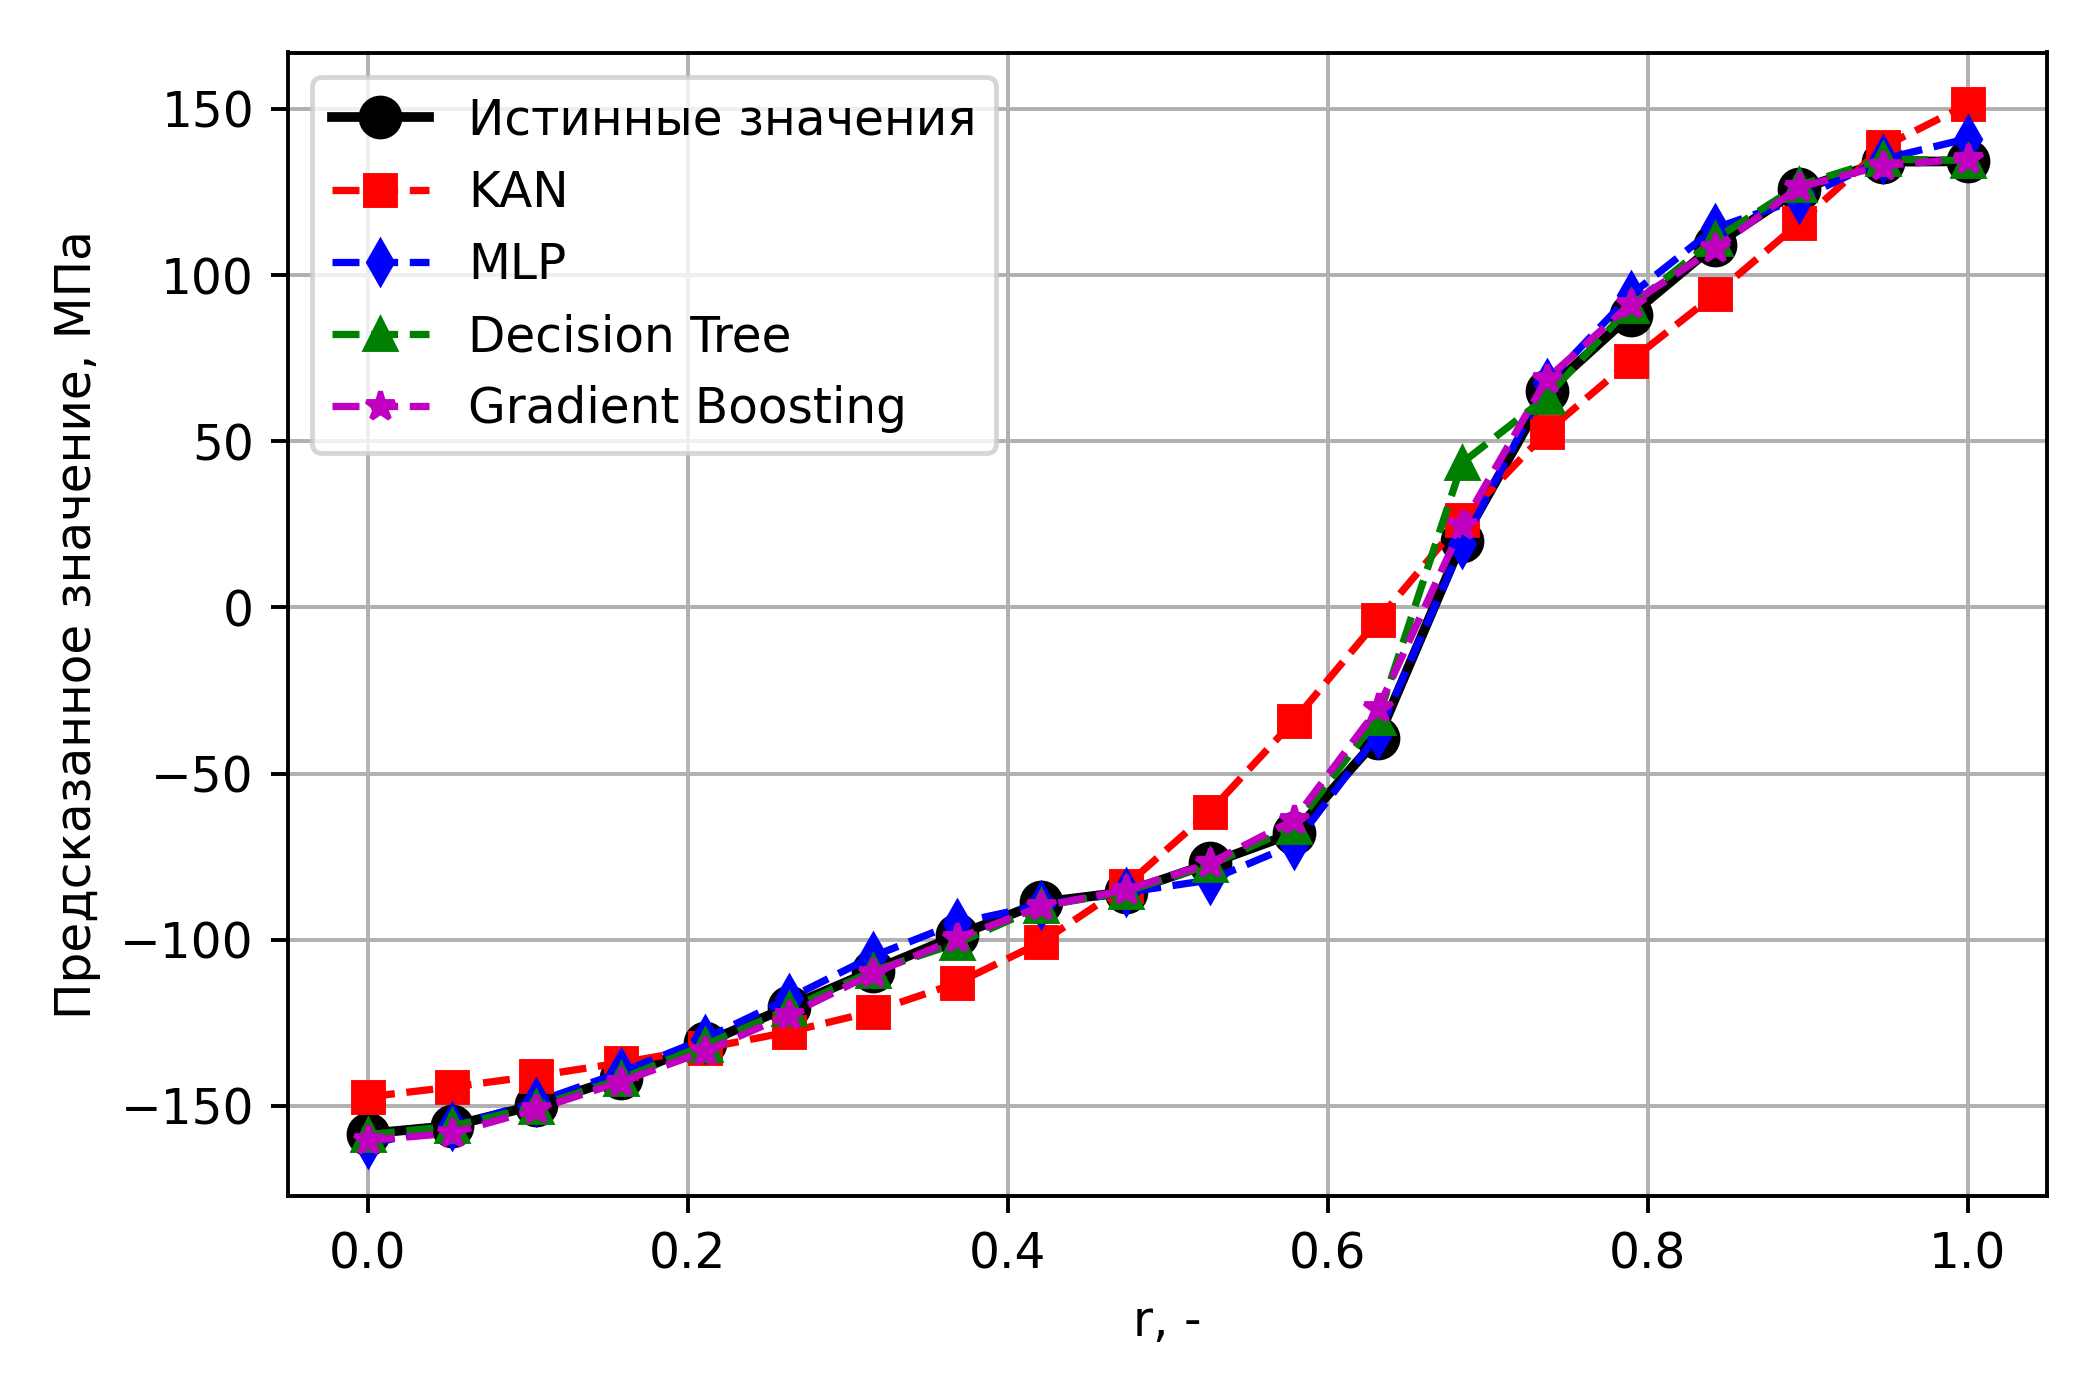 Истинные значения
KAN
MLP
Decision Tree
Gradient Boosting
Предсказанное значение, МПа
150
100
50
0
−50
−100
−150
0.0 0.2 0.4 0.6 0.8 1.0
r, -